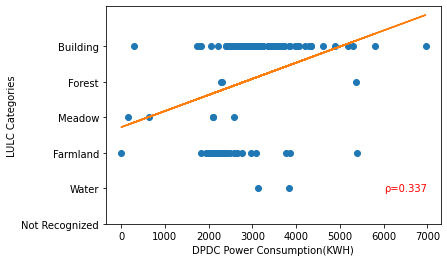 LULC Categories
Building
Forest
Meadow
Farmland
Water
Not Recognized
ρ=0.337
0 1000 2000 3000 4000 5000 6000 7000
DPDC Power Consumption(KWH)